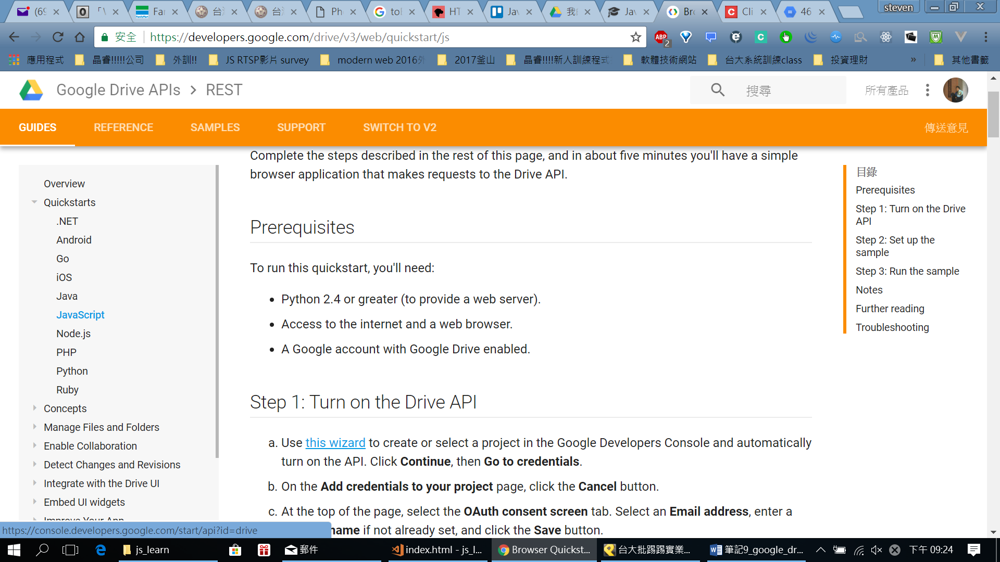 (69
「\
Far
台
台
Ph
toI
HT
Jav
我的
Jav
Bro
Cli
46
steven
安全
https://developers.google.com/drive/v3/web/quickstart/js
ABP
2
應用程式
晶睿!!!!!公司
外訓!!
JS RTSP影片 survey
modern web 2016外
2017釜山
晶睿!!!!新人訓練程式
軟體技術網站
台大系統訓練class
投資理財
»
其他書籤
Google Drive APIs > REST
搜尋
所有產品
GUIDES
REFERENCE
SAMPLES
SUPPORT
SWITCH TO V2
傳送意見
Overview
Quickstarts
.NET
Android
Go
iOS
Java
JavaScript
Node.js
PHP
Python
Ruby
Concepts
Manage Files and Folders
Enable Collaboration
Detect Changes and Revisions
Integrate with the Drive UI
Embed UI widgets
Improve Your App
Complete the steps described in the rest of this page, and in about five minutes you'll have a simple
browser application that makes requests to the Drive API.
Prerequisites
To run this quickstart, you'll need:
• Python 2.4 or greater (to provide a web server).
• Access to the internet and a web browser.
• A Google account with Google Drive enabled.
Step 1: Turn on the Drive API
a. Use this wizard to create or select a project in the Google Developers Console and automatically
turn on the API. Click Continue, then Go to credentials.
b. On the Add credentials to your project page, click the Cancel button.
c. At the top of the page, select the OAuth consent screen tab. Select an Email address, enter a
name if not already set, and click the Save button.
目錄
Prerequisites
Step 1: Turn on the Drive
API
Step 2: Set up the
sample
Step 3: Run the sample
Notes
Further reading
Troubleshooting
https://console.developers.google.com/start/api?id=drive
js_learn
郵件
index.html - js_l...
Browser Quickst...
台大批踢踢實業...
筆記9_google_dr...
下午 09:24